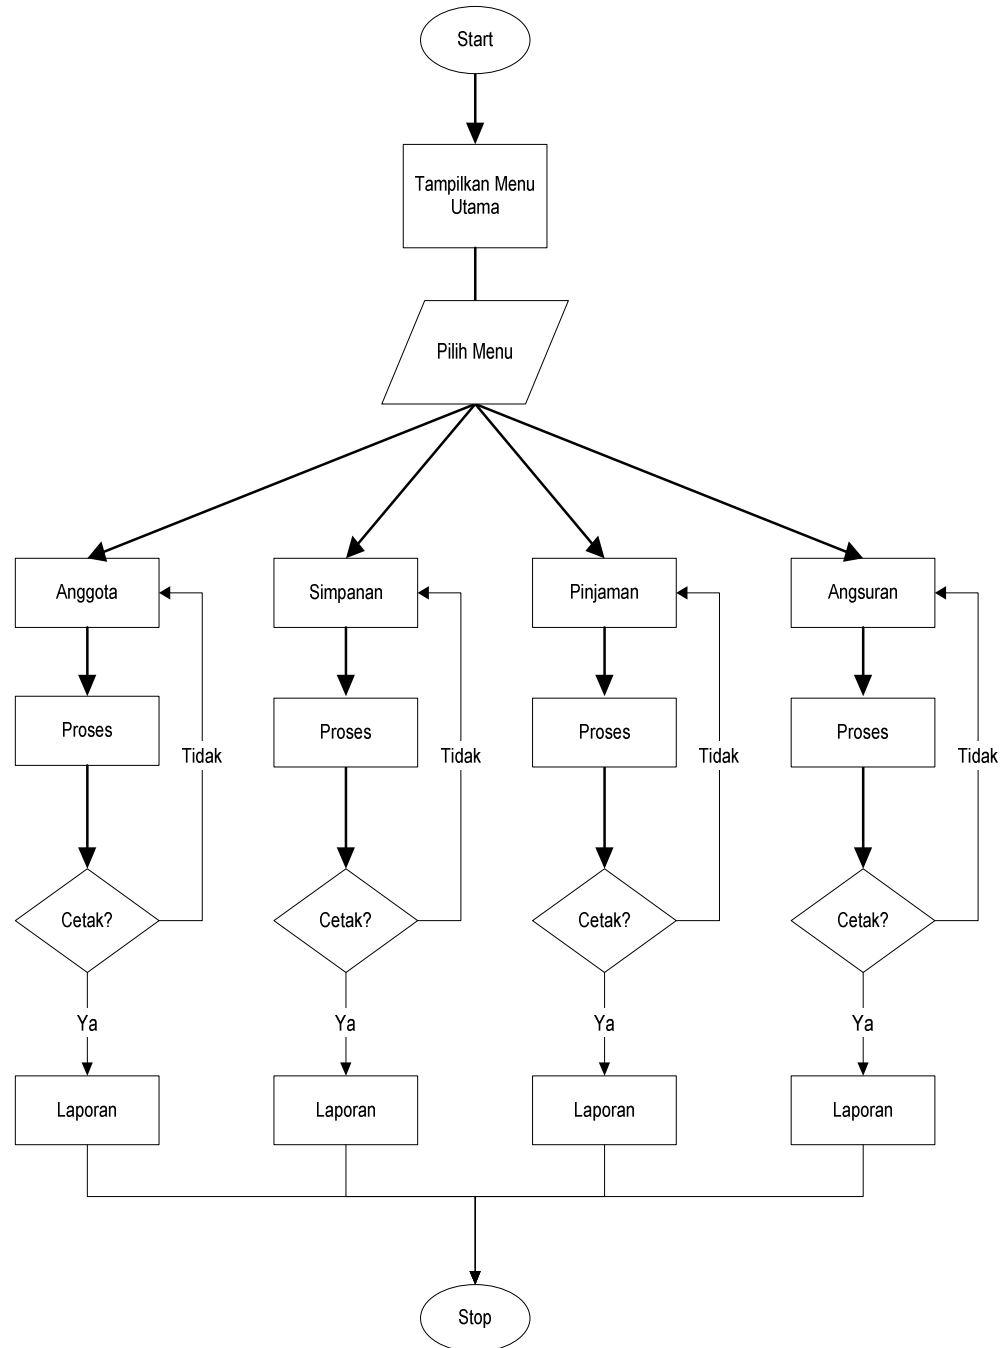 Start
Tampilkan Menu
Utama
Pilih Menu
Anggota
Simpanan
Pinjaman
Angsuran
Proses
Proses
Proses
Proses
Tidak
Tidak
Tidak
Tidak
Cetak?
Cetak?
Cetak?
Cetak?
Ya
Ya
Ya
Ya
Laporan
Laporan
Laporan
Laporan
Stop